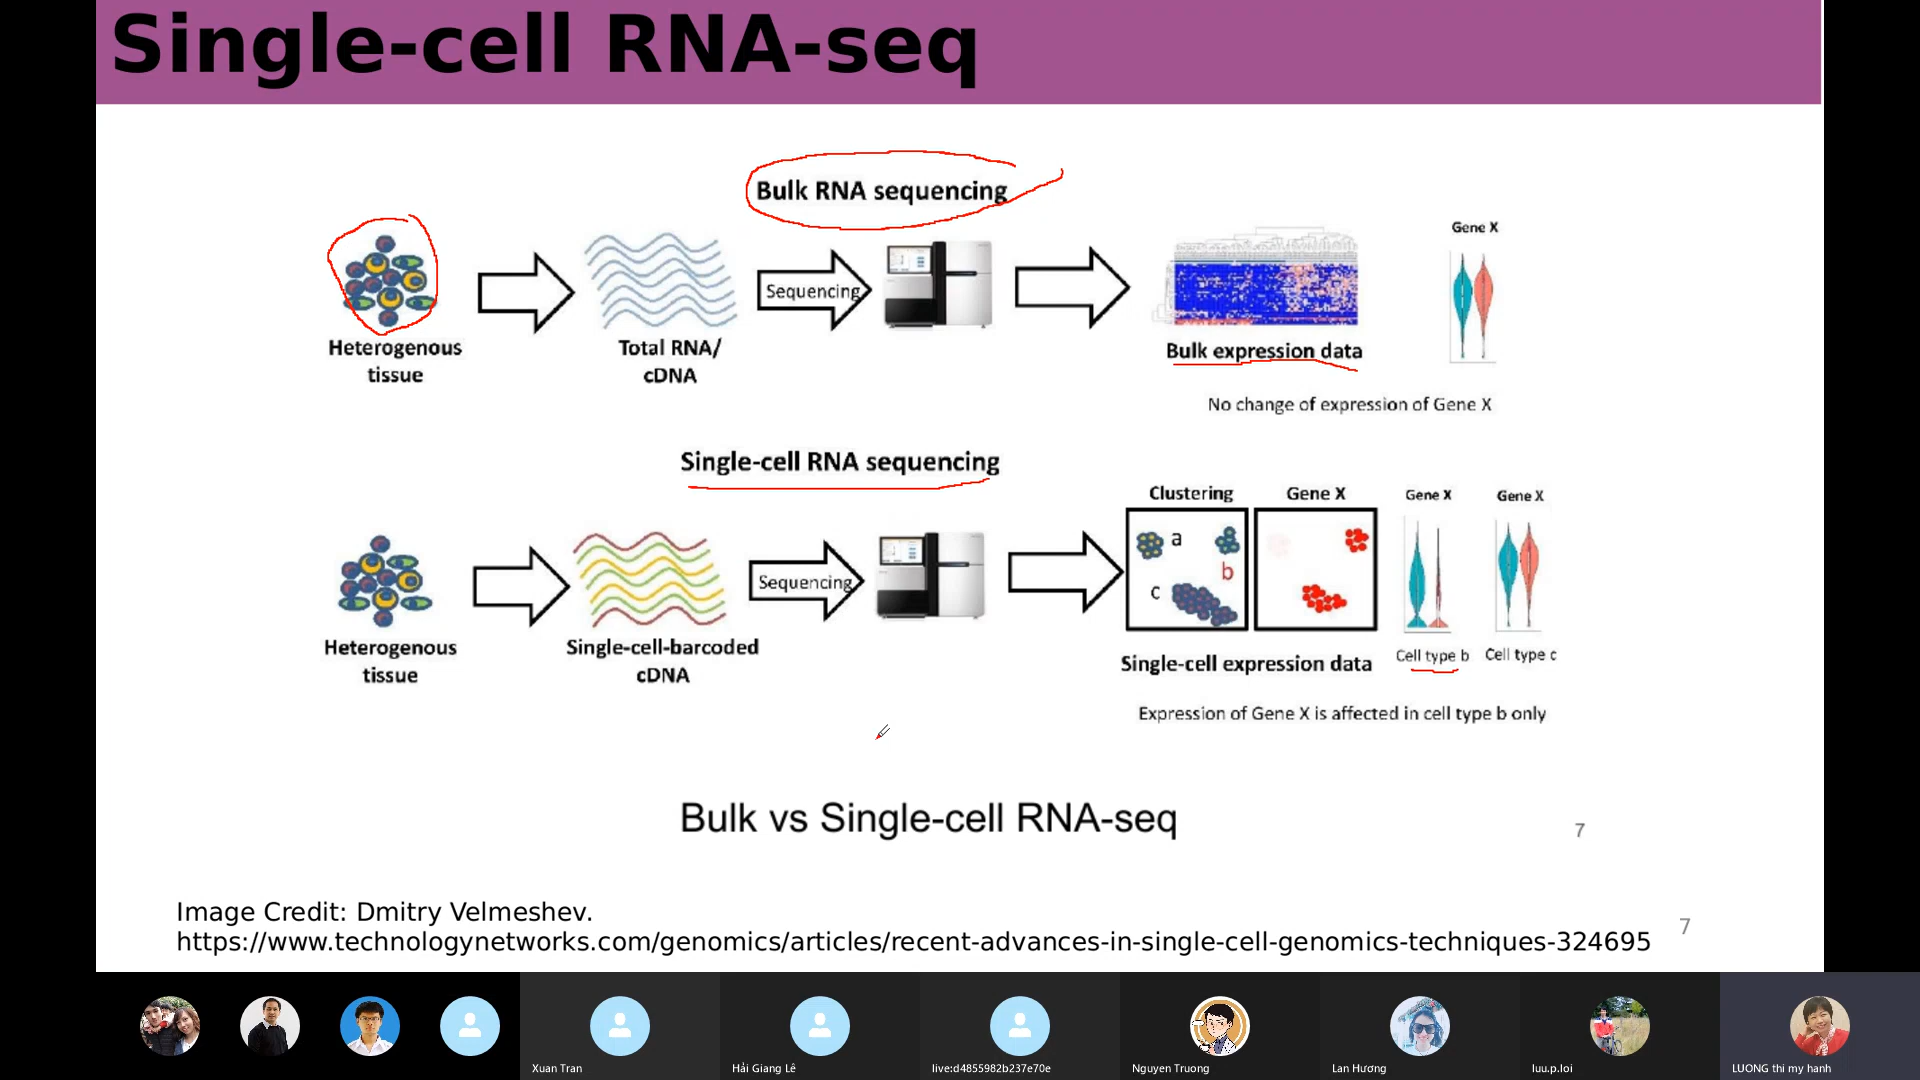 Single-cell RNA-seq
Bulk RNA sequencing
Gene X
Sequencing
Heterogenous
tissue
Total RNA/
cDNA
Bulk expression data
No change of expression of Gene X
Single-cell RNA sequencing
Clustering
Gene X
Gene X
Gene X
a
b
c
Sequencing
Heterogenous
tissue
Single-cell-barcoded
cDNA
Single-cell expression data
Cell type b
Cell type c
Expression of Gene X is affected in cell type b only
Bulk vs Single-cell RNA-seq
7
Image Credit: Dmitry Velmeshev.
https://www.technologynetworks.com/genomics/articles/recent-advances-in-single-cell-genomics-techniques-324695
7
Xuan Tran
Hải Giang Lê
live:d4855982b237e70e
Nguyen Truong
Lan Hương
luu.p.loi
LUONG thi my hanh